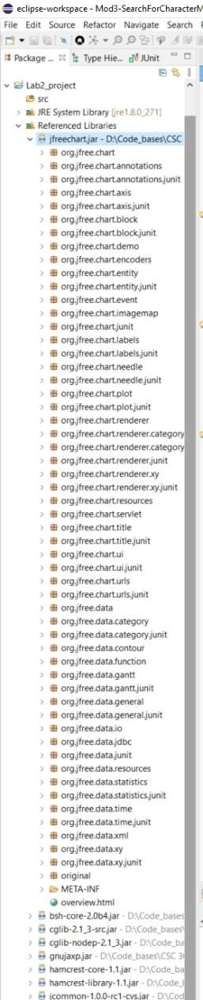 eclipse-workspace - Mod3-SearchForCharacterM
File Edit Source Refactor Navigate Search
Package ... Type Hie... JUnit
Lab2_project
src
JRE System Library [jre1.8.0_271]
Referenced Libraries
jfreechart.jar - D:\Code_bases\CSC
org.jfree.chart
org.jfree.chart.annotations
org.jfree.chart.annotations.junit
org.jfree.chart.axis
org.jfree.chart.axis.junit
org.jfree.chart.block
org.jfree.chart.block.junit
org.jfree.chart.demo
org.jfree.chart.encoders
org.jfree.chart.entity
org.jfree.chart.entity.junit
org.jfree.chart.event
org.jfree.chart.imagemap
org.jfree.chart.junit
org.jfree.chart.labels
org.jfree.chart.labels.junit
org.jfree.chart.needle
org.jfree.chart.needle.junit
org.jfree.chart.plot
org.jfree.chart.plot.junit
org.jfree.chart.renderer
org.jfree.chart.renderer.category
org.jfree.chart.renderer.category
org.jfree.chart.renderer.junit
org.jfree.chart.renderer.xy
org.jfree.chart.renderer.xy.junit
org.jfree.chart.resources
org.jfree.chart.servlet
org.jfree.chart.title
org.jfree.chart.title.junit
org.jfree.chart.ui
org.jfree.chart.ui.junit
org.jfree.chart.urls
org.jfree.chart.urls.junit
org.jfree.data
org.jfree.data.category
org.jfree.data.category.junit
org.jfree.data.contour
org.jfree.data.function
org.jfree.data.gantt
org.jfree.data.gantt.junit
org.jfree.data.general
org.jfree.data.general.junit
org.jfree.data.io
org.jfree.data.jdbc
org.jfree.data.junit
org.jfree.data.resources
org.jfree.data.statistics
org.jfree.data.statistics.junit
org.jfree.data.time
org.jfree.data.time.junit
org.jfree.data.xml
org.jfree.data.xy
org.jfree.data.xy.junit
original
META-INF
overview.html
bsh-core-2.0b4.jar - D:\Code_bases
cglib-2.1_3-src.jar - D:\Code_bases\
cglib-nodep-2.1_3.jar - D:\Code_ba
gnujaxp.jar - D:\Code_bases\CSC 3
hamcrest-core-1.1.jar - D:\Code_ba
hamcrest-library-1.1.jar - D:\Code_l
jcommon-1.0.0-rc1-cvs.jar - D:\Cod